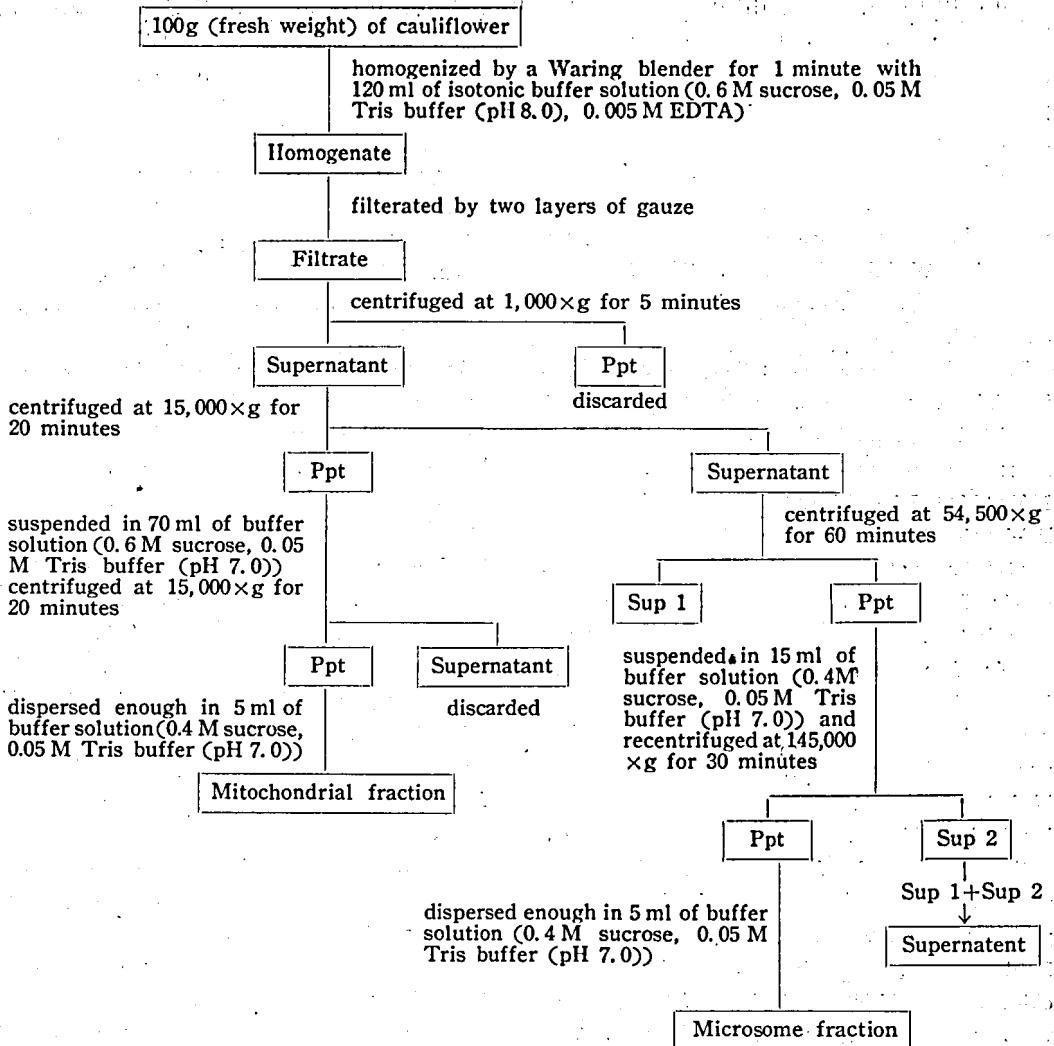 100g (fresh weight) of cauliflower
homogenized by a Waring blender for 1 minute with
120 ml of isotonic buffer solution (0.6 M sucrose, 0.05 M
Tris buffer (pH 8.0), 0.005 M EDTA)
Homogenate
filterated by two layers of gauze
Filtrate
centrifuged at 1,000×g for 5 minutes
Supernatant
Ppt
discarded
centrifuged at 15,000×g for
20 minutes
Ppt
Supernatant
suspended in 70 ml of buffer
solution (0.6 M sucrose, 0.05
M Tris buffer (pH 7.0))
centrifuged at 15,000×g for
20 minutes
centrifuged at 54,500×g
for 60 minutes
Sup 1
Ppt
Ppt
Supernatant
discarded
suspended in 15 ml of
buffer solution (0.4M
sucrose, 0.05 M Tris
buffer (pH 7.0)) and
recentrifuged at 145,000
×g for 30 minutes
dispersed enough in 5 ml of
buffer solution (0.4 M sucrose,
0.05 M Tris buffer (pH 7.0))
Mitochondrial fraction
Ppt
Sup 2
Sup 1+Sup 2
Supernatent
dispersed enough in 5 ml of buffer
solution (0.4 M sucrose, 0.05 M
Tris buffer (pH 7.0))
Microsome fraction